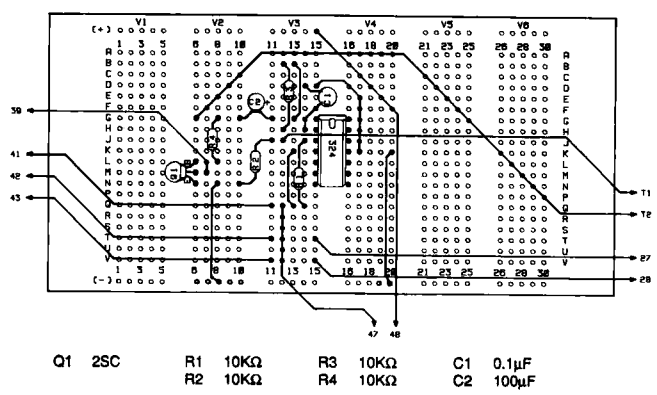 V1 V2 V3 V4 V5 V6
(+)
1 3 5 6 8 10 11 13 15 16 18 20 21 23 25 26 28 30
A A
B B
C C
D D
E E
F F
G G
H H
J J
K K
L L
M M
N N
P P
Q Q
R R
S S
T T
U U
V V
(-)
1 3 5 6 8 10 11 13 15 16 18 20 21 23 25 26 28 30
39
41
42
43
C2 +
R4
R2
Q1
B
E
324
T1
T2
27
28
47 48
Q1 2SC R1 10KΩ R3 10KΩ C1 0.1µF
R2 10KΩ R4 10KΩ C2 100µF